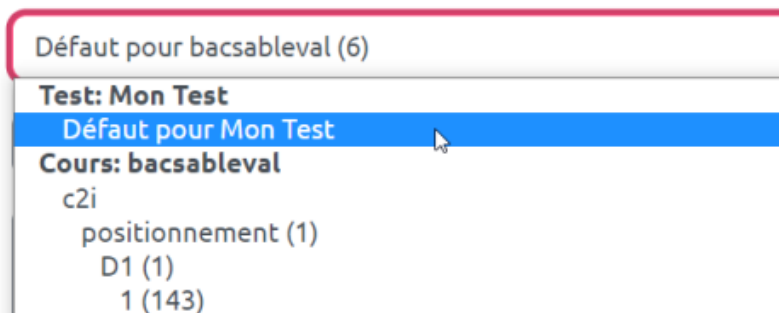 Défaut pour bacsableval (6)
Test: Mon Test
Défaut pour Mon Test
Cours: bacsableval
c2i
positionnement (1)
D1 (1)
1 (143)